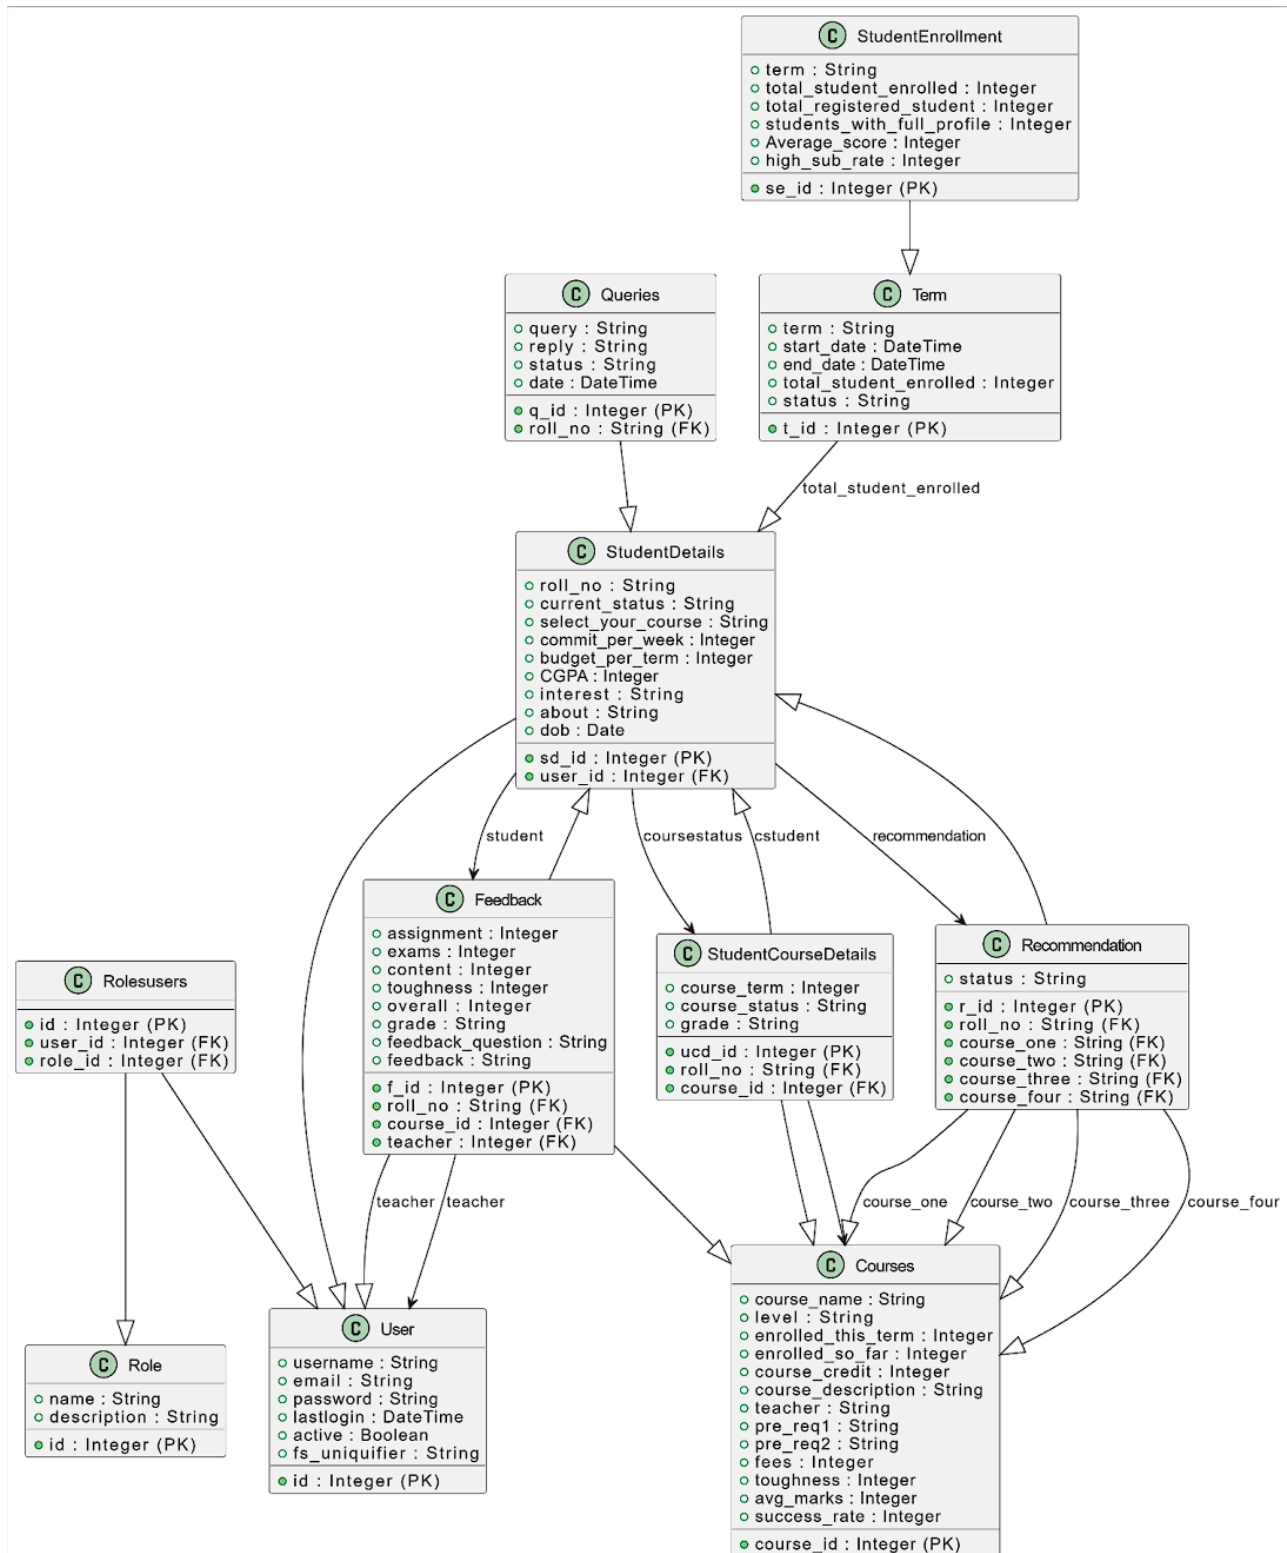 C StudentEnrollment
term : String
total_student_enrolled : Integer
total_registered_student : Integer
students_with_full_profile : Integer
Average_score : Integer
high_sub_rate : Integer
se_id : Integer (PK)
C Queries
query : String
reply : String
status : String
date : DateTime
q_id : Integer (PK)
roll_no : String (FK)
C Term
term : String
start_date : DateTime
end_date : DateTime
total_student_enrolled : Integer
status : String
t_id : Integer (PK)
total_student_enrolled
C StudentDetails
roll_no : String
current_status : String
select_your_course : String
commit_per_week : Integer
budget_per_term : Integer
CGPA : Integer
interest : String
about : String
dob : Date
sd_id : Integer (PK)
user_id : Integer (FK)
student
coursestatus
cstudent
recommendation
C Feedback
assignment : Integer
exams : Integer
content : Integer
toughness : Integer
overall : Integer
grade : String
feedback_question : String
feedback : String
f_id : Integer (PK)
roll_no : String (FK)
course_id : Integer (FK)
teacher : Integer (FK)
C StudentCourseDetails
course_term : Integer
course_status : String
grade : String
ucd_id : Integer (PK)
roll_no : String (FK)
course_id : Integer (FK)
C Recommendation
status : String
r_id : Integer (PK)
roll_no : String (FK)
course_one : String (FK)
course_two : String (FK)
course_three : String (FK)
course_four : String (FK)
C Rolesusers
id : Integer (PK)
user_id : Integer (FK)
role_id : Integer (FK)
teacher
teacher
course_one
course_two
course_three
course_four
C Role
name : String
description : String
id : Integer (PK)
C User
username : String
email : String
password : String
lastlogin : DateTime
active : Boolean
fs_uniquifier : String
id : Integer (PK)
C Courses
course_name : String
level : String
enrolled_this_term : Integer
enrolled_so_far : Integer
course_credit : Integer
course_description : String
teacher : String
pre_req1 : String
pre_req2 : String
fees : Integer
toughness : Integer
avg_marks : Integer
success_rate : Integer
course_id : Integer (PK)